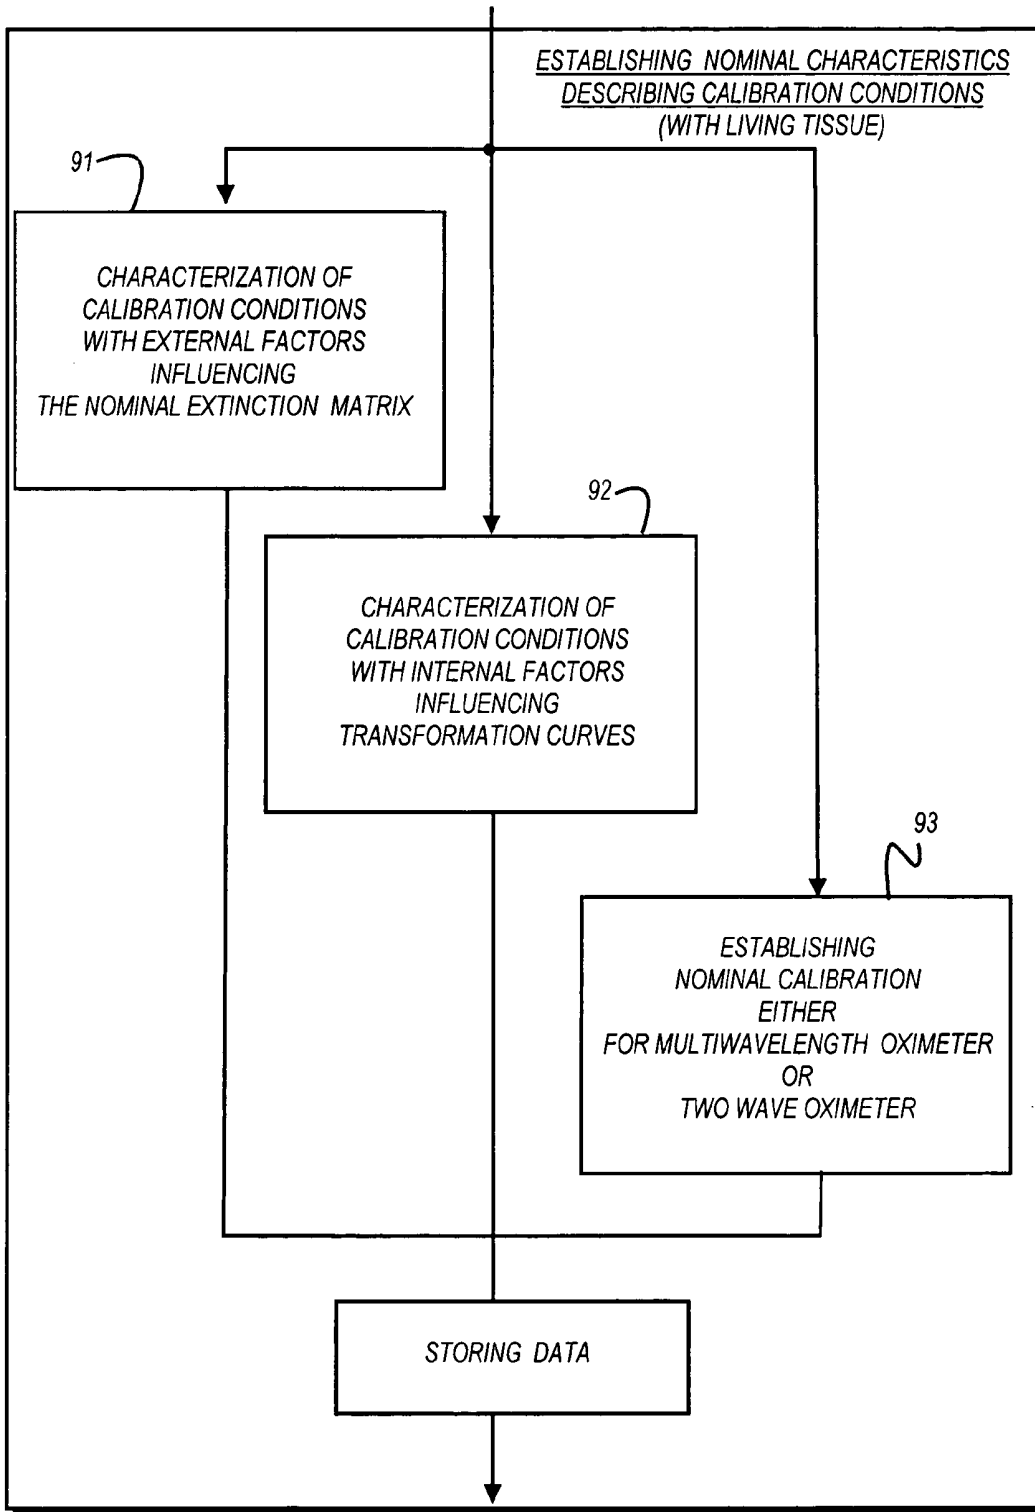 ESTABLISHING NOMINAL CHARACTERISTICS
DESCRIBING CALIBRATION CONDITIONS
(WITH LIVING TISSUE)
91
CHARACTERIZATION OF
CALIBRATION CONDITIONS
WITH EXTERNAL FACTORS
INFLUENCING
THE NOMINAL EXTINCTION MATRIX
92
CHARACTERIZATION OF
CALIBRATION CONDITIONS
WITH INTERNAL FACTORS
INFLUENCING
TRANSFORMATION CURVES
93
ESTABLISHING
NOMINAL CALIBRATION
EITHER
FOR MULTIWAVELENGTH OXIMETER
OR
TWO WAVE OXIMETER
STORING DATA